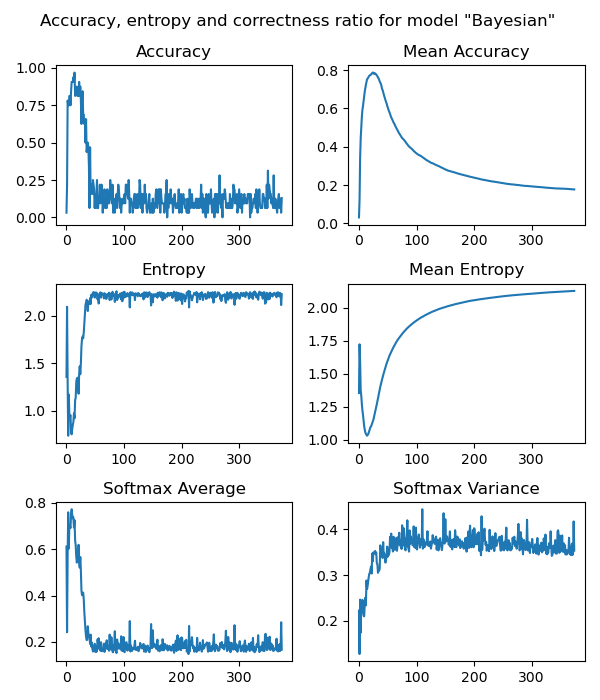 Accuracy, entropy and correctness ratio for model "Bayesian"
Accuracy
Mean Accuracy
1.00
0.75
0.50
0.25
0.00
0 100 200 300
0.8
0.6
0.4
0.2
0.0
0 100 200 300
Entropy
Mean Entropy
2.0
1.5
1.0
0 100 200 300
2.00
1.75
1.50
1.25
1.00
0 100 200 300
Softmax Average
Softmax Variance
0.8
0.6
0.4
0.2
0 100 200 300
0.4
0.3
0.2
0 100 200 300